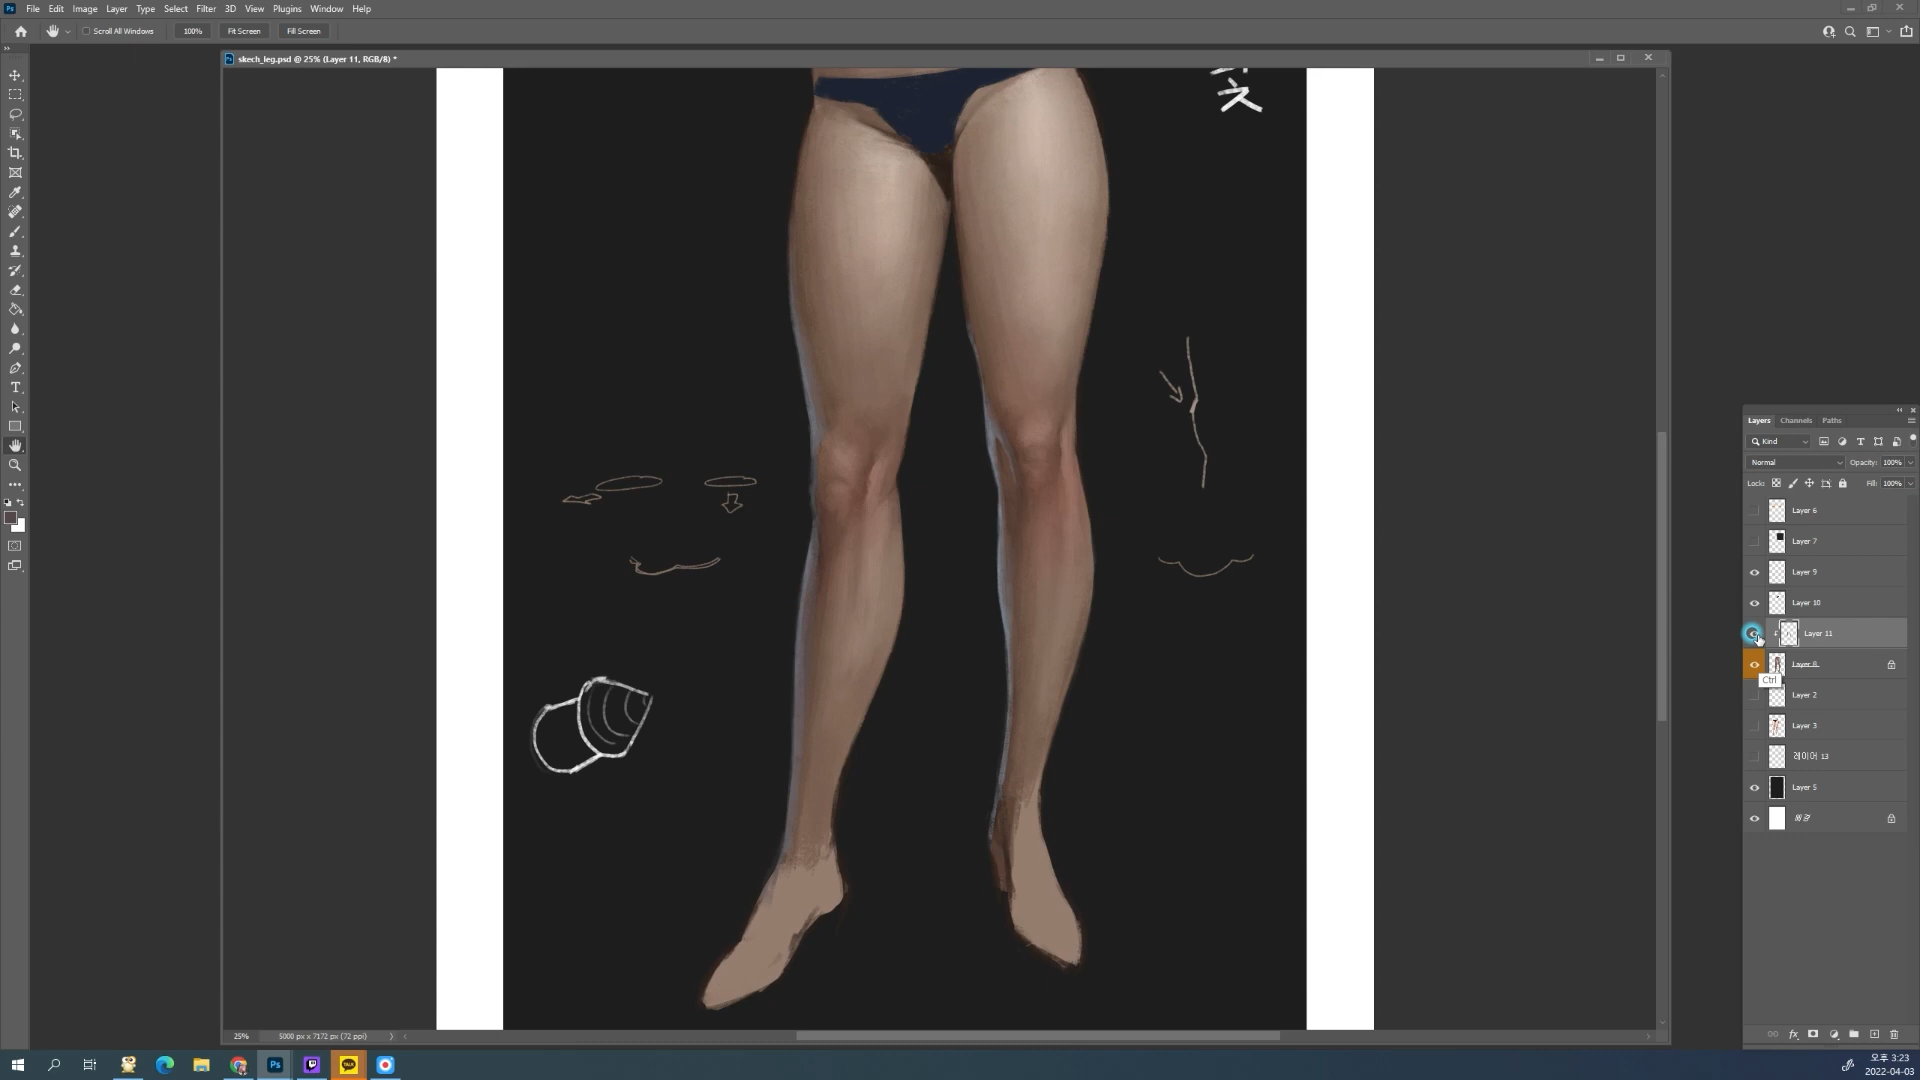 File Edit Image Layer Type Select Filter 3D View Plugins Window Help
Scroll All Windows 100% Fit Screen Fill Screen
skech_leg.psd @ 25% (Layer 11, RGB/8) *
Layers Channels Paths
Kind
Normal Opacity: 100%
Lock: Fill: 100%
Layer 6
Layer 7
Layer 9
Layer 10
Layer 11
Layer 8
Ctrl
Layer 2
Layer 3
레이어 13
Layer 5
배경
25% 5000 px x 7172 px (72 ppi)
Ps
TALK
오후 3:23
2022-04-03